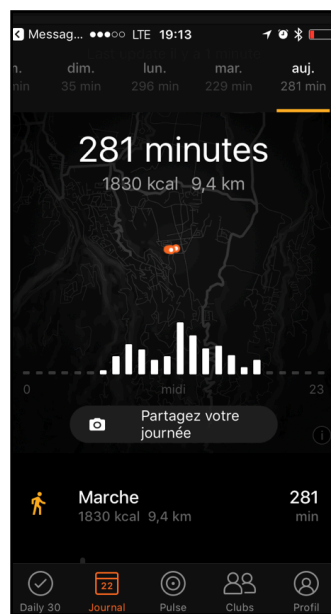 Messag... LTE 19:13
n. dim. lun. mar. auj.
min 35 min 296 min 229 min 281 min
281 minutes
1830 kcal 9,4 km
0 midi 23
Partagez votre
journée
Marche 281
1830 kcal 9,4 km min
22
Daily 30 Journal Pulse Clubs Profil